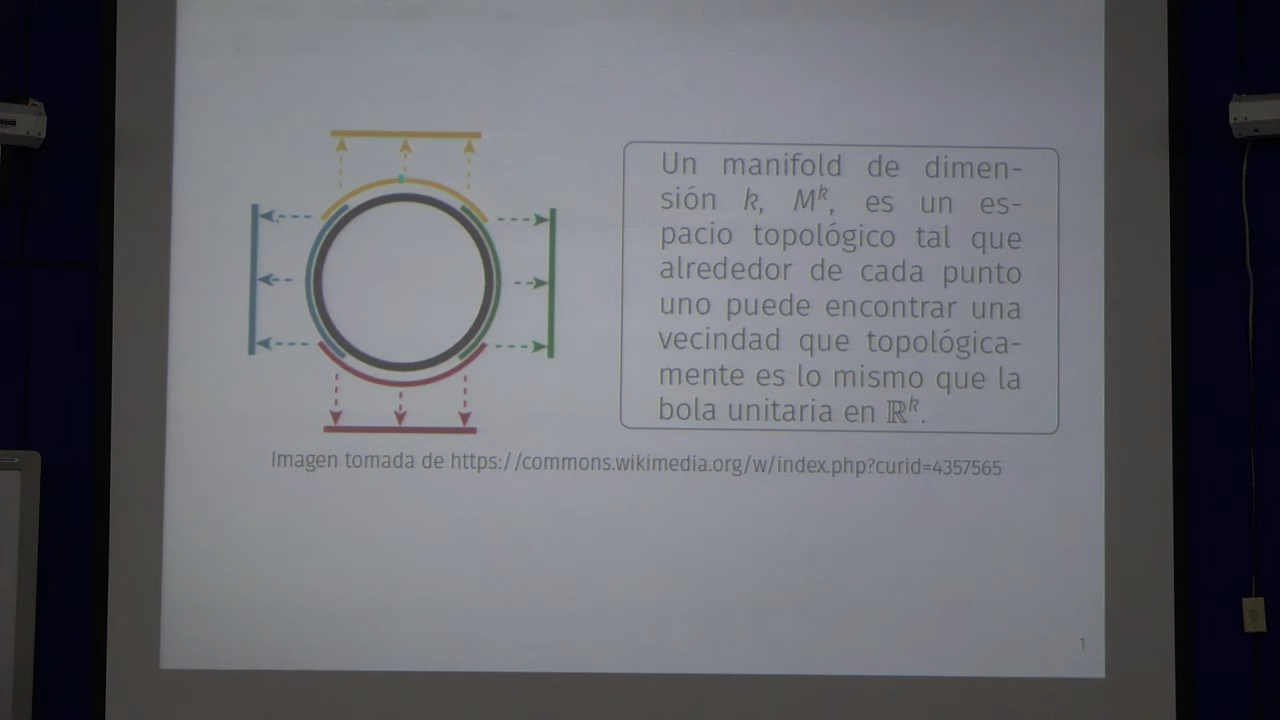 Un manifold de dimen-
sión k, Mᵏ, es un es-
pacio topológico tal que
alrededor de cada punto
uno puede encontrar una
vecindad que topológica-
mente es lo mismo que la
bola unitaria en ℝᵏ.
Imagen tomada de https://commons.wikimedia.org/w/index.php?curid=4357565
1